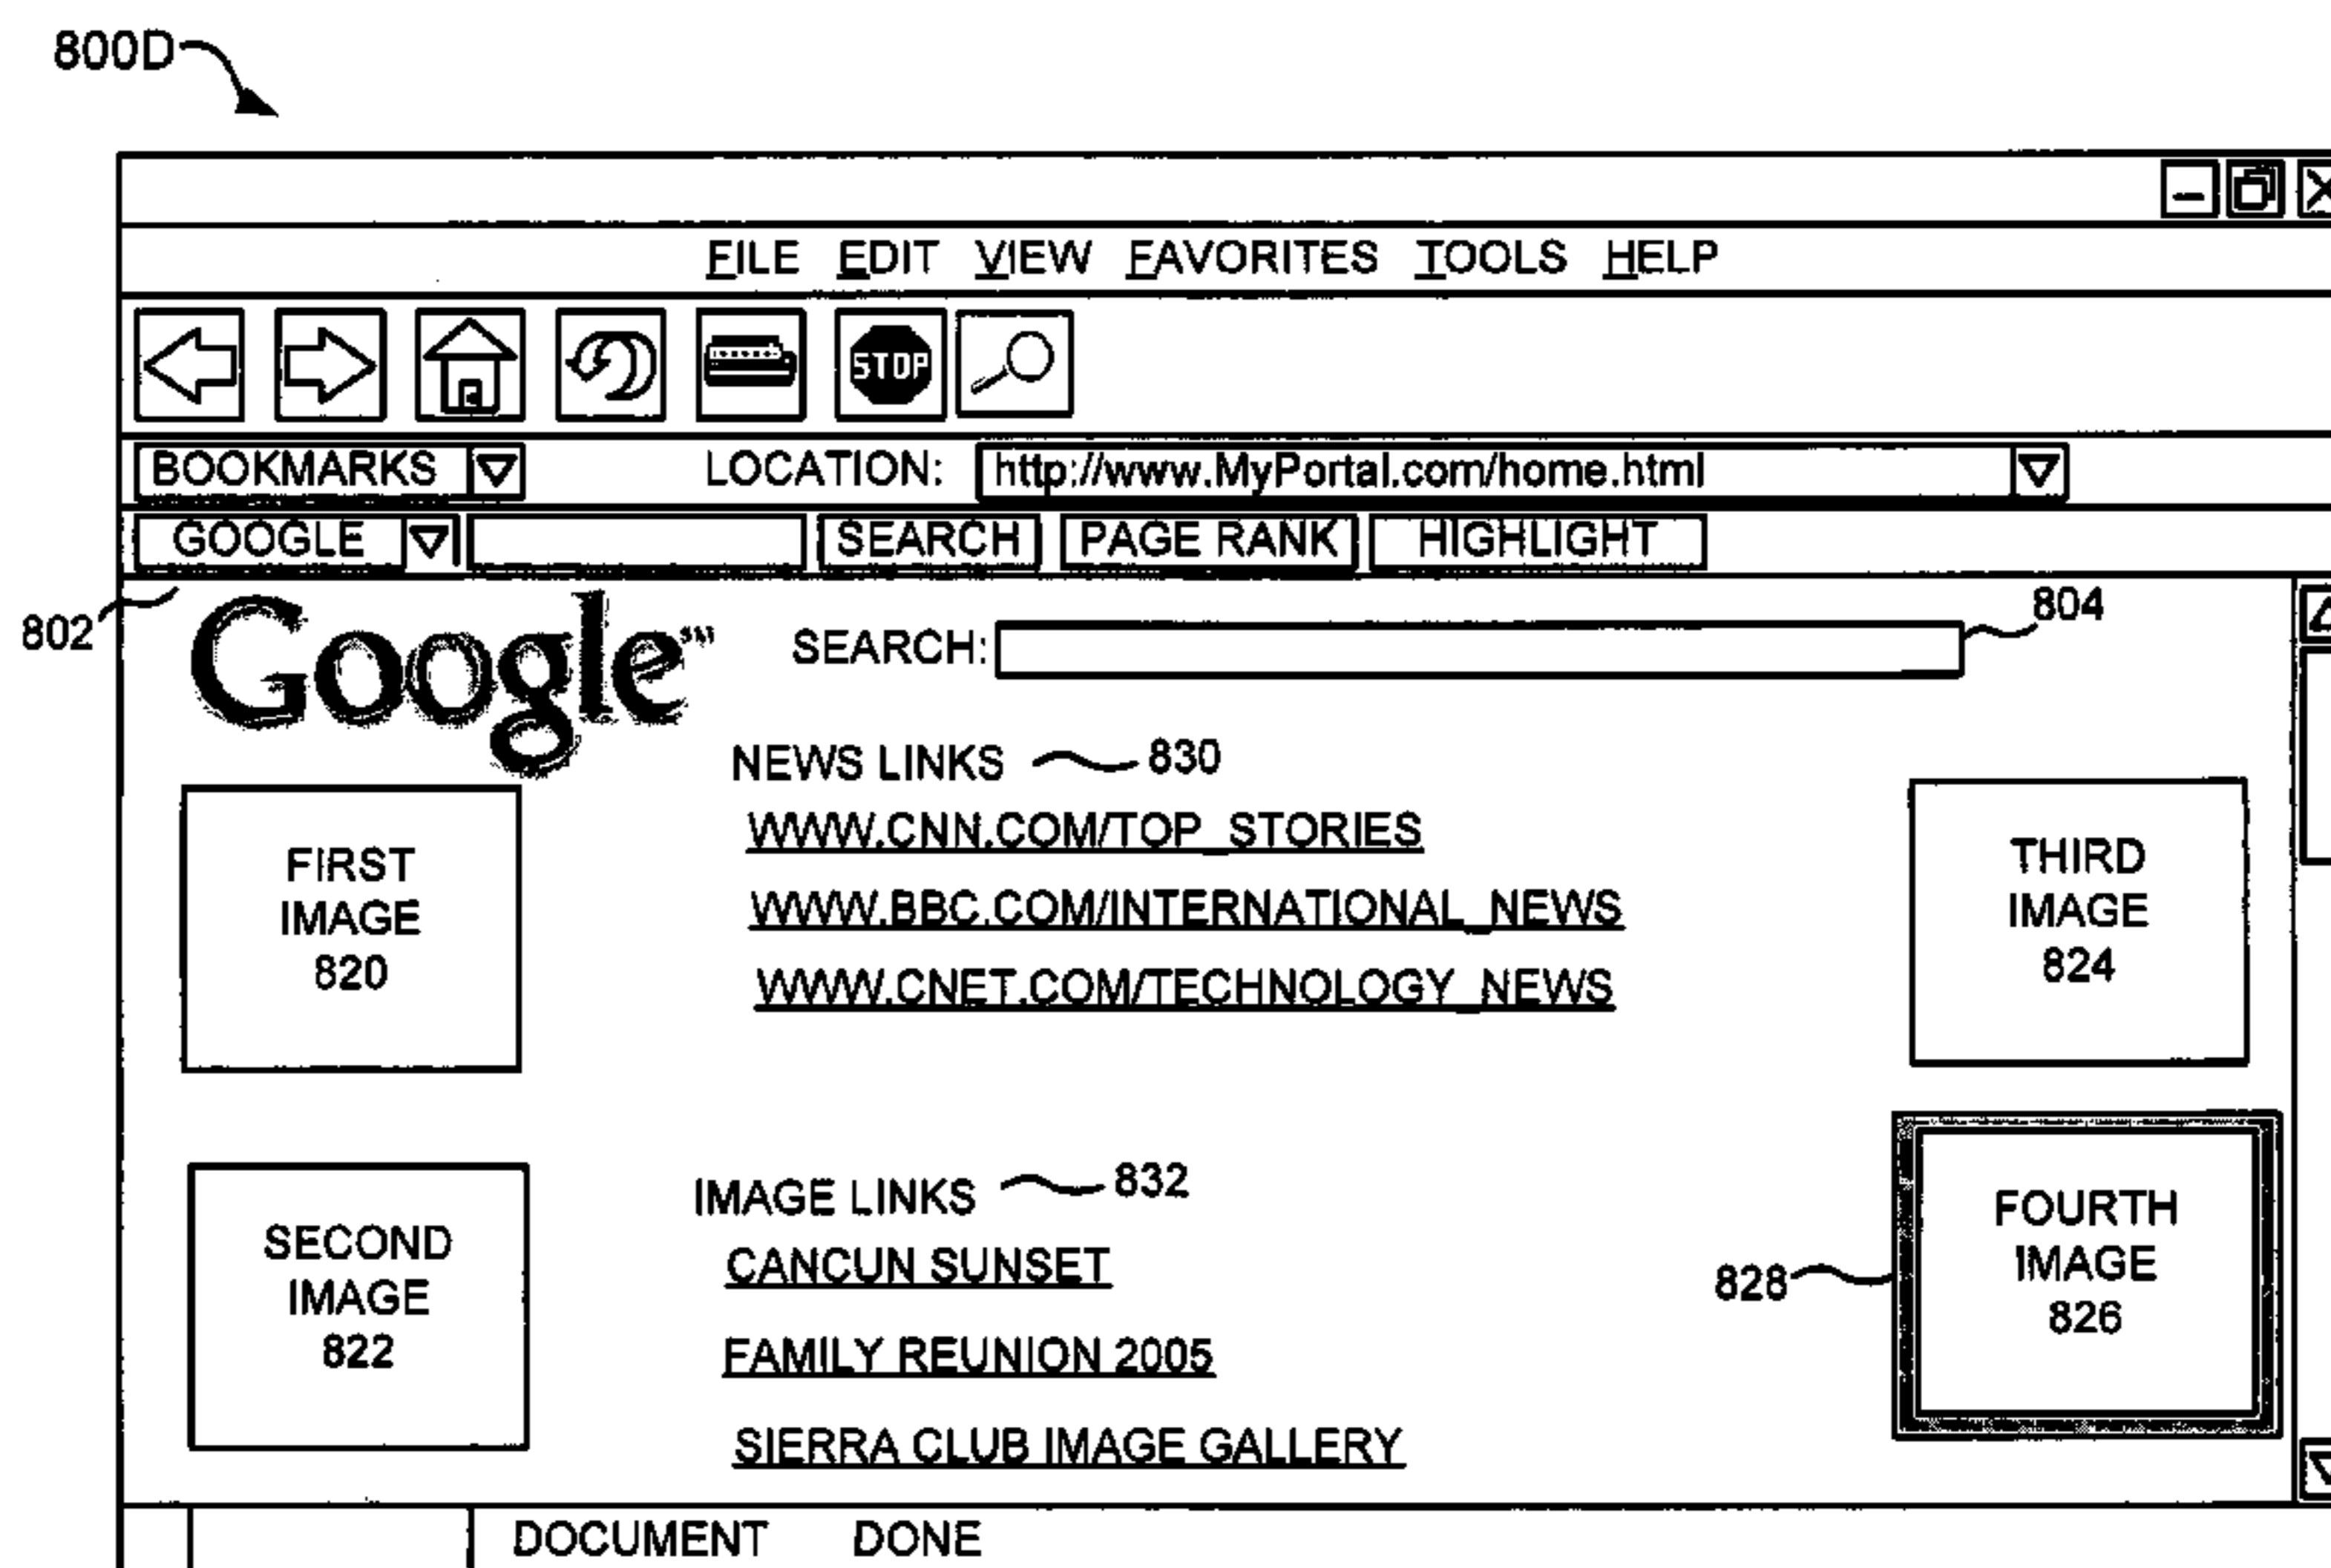 800D
FILE EDIT VIEW FAVORITES TOOLS HELP
STOP
BOOKMARKS LOCATION: http://www.MyPortal.com/home.html
GOOGLE SEARCH PAGE RANK HIGHLIGHT
802 Google SM SEARCH: 804
NEWS LINKS 830
WWW.CNN.COM/TOP_STORIES
WWW.BBC.COM/INTERNATIONAL_NEWS
WWW.CNET.COM/TECHNOLOGY_NEWS
FIRST
IMAGE
820
THIRD
IMAGE
824
SECOND
IMAGE
822
IMAGE LINKS 832
CANCUN SUNSET
FAMILY REUNION 2005
SIERRA CLUB IMAGE GALLERY
828
FOURTH
IMAGE
826
DOCUMENT DONE